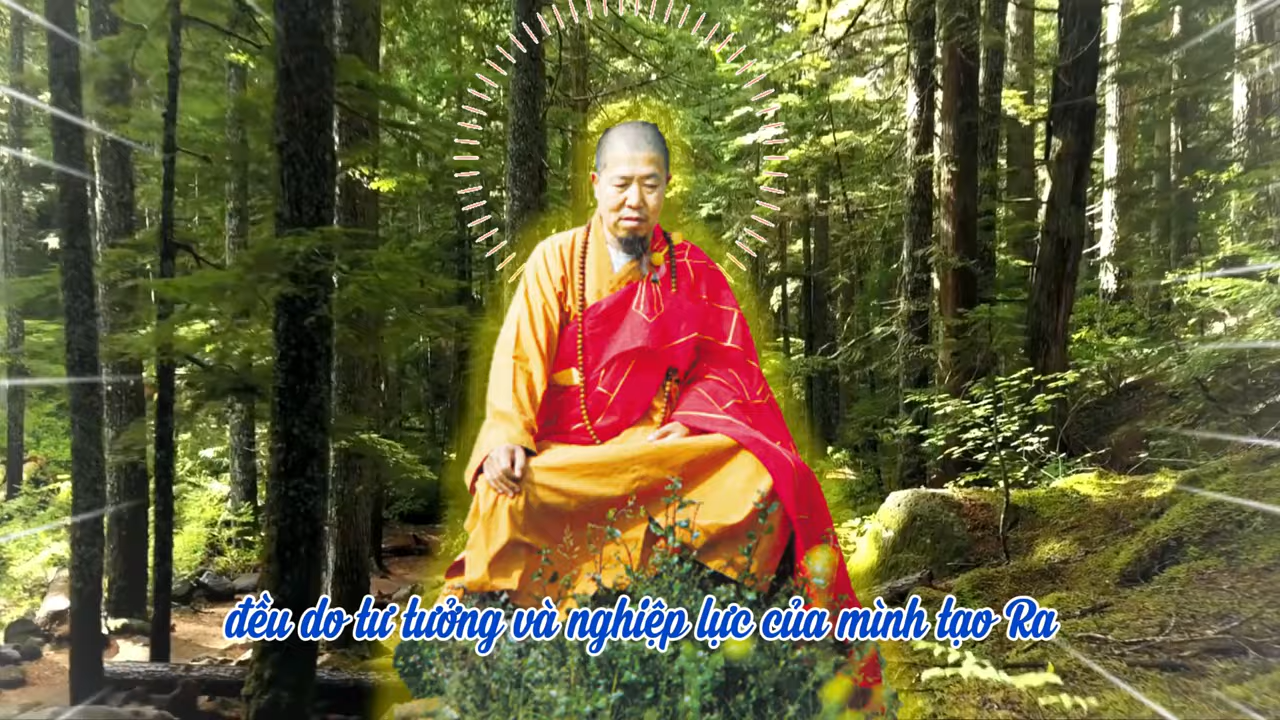 đều do tư tưởng và nghiệp lực của mình tạo Ra